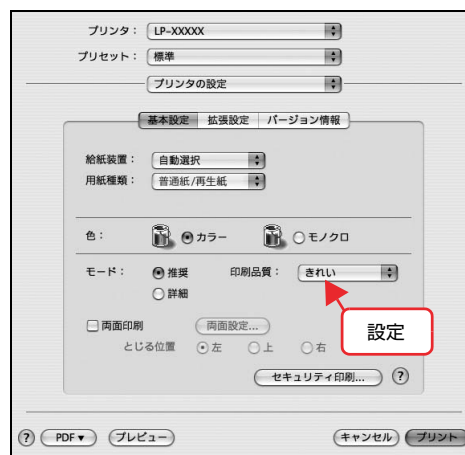 プリンタ： LP-XXXXX
プリセット： 標準
プリンタの設定
基本設定 拡張設定 バージョン情報
給紙装置： 自動選択
用紙種類： 普通紙/再生紙
色： カラー モノクロ
モード： 推奨 印刷品質： きれい
詳細
設定
両面印刷 両面設定...
とじる位置 左 上 右
セキュリティ印刷... ?
? PDF▼ プレビュー キャンセル プリント